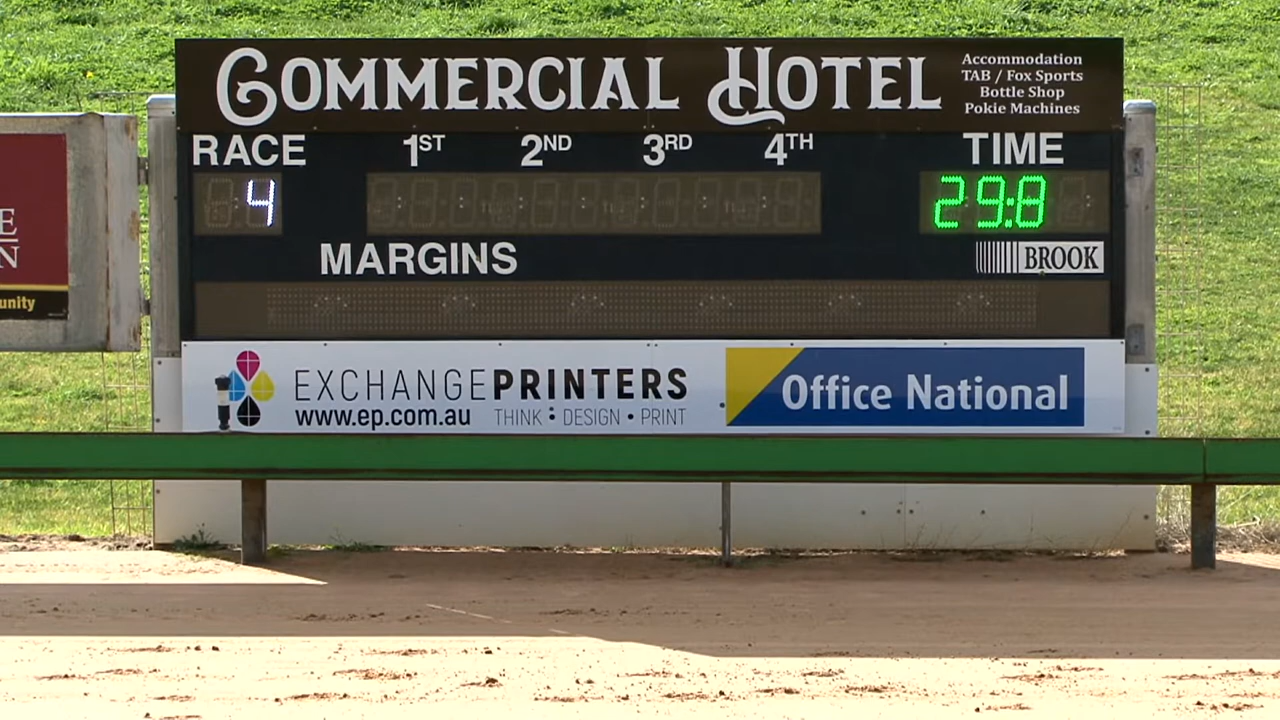 COMMERCIAL HOTEL
Accommodation
TAB / Fox Sports
Bottle Shop
Pokie Machines
RACE 1ST 2ND 3RD 4TH TIME
4 29:8
MARGINS
BROOK
E
N
unity
EXCHANGEPRINTERS
www.ep.com.au THINK : DESIGN • PRINT
Office National